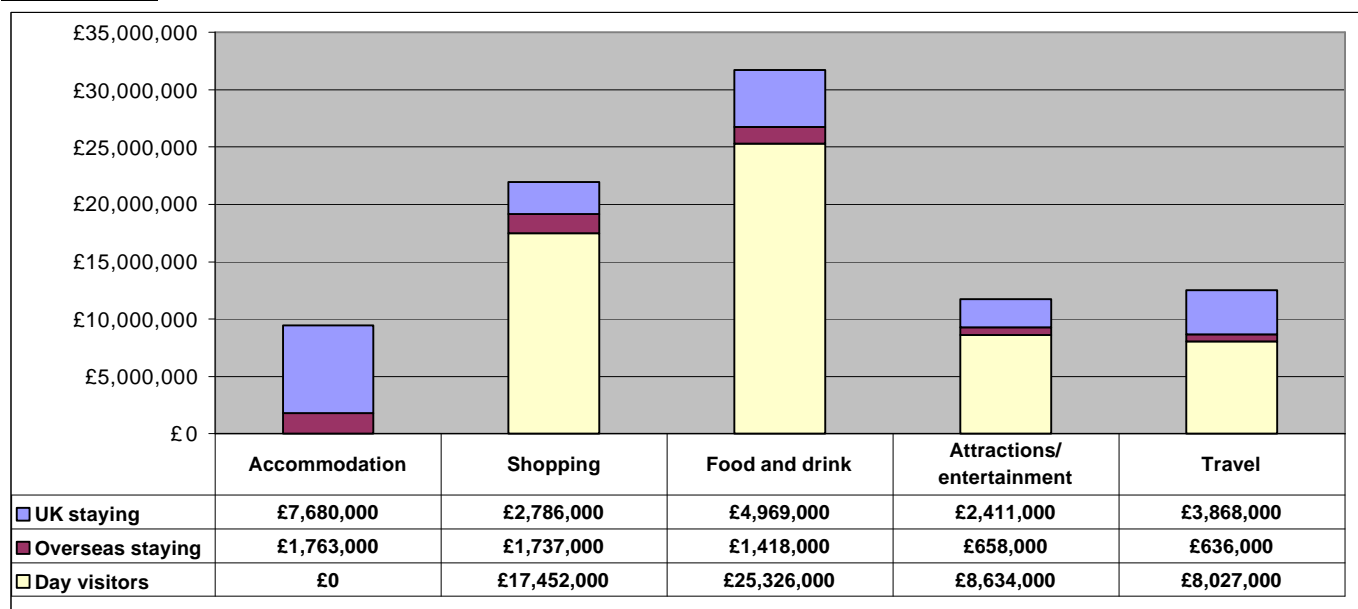 £35,000,000
£30,000,000
£25,000,000
£20,000,000
£15,000,000
£10,000,000
£5,000,000
£0
Accommodation Shopping Food and drink Attractions/ entertainment Travel
UK staying £7,680,000 £2,786,000 £4,969,000 £2,411,000 £3,868,000
Overseas staying £1,763,000 £1,737,000 £1,418,000 £658,000 £636,000
Day visitors £0 £17,452,000 £25,326,000 £8,634,000 £8,027,000